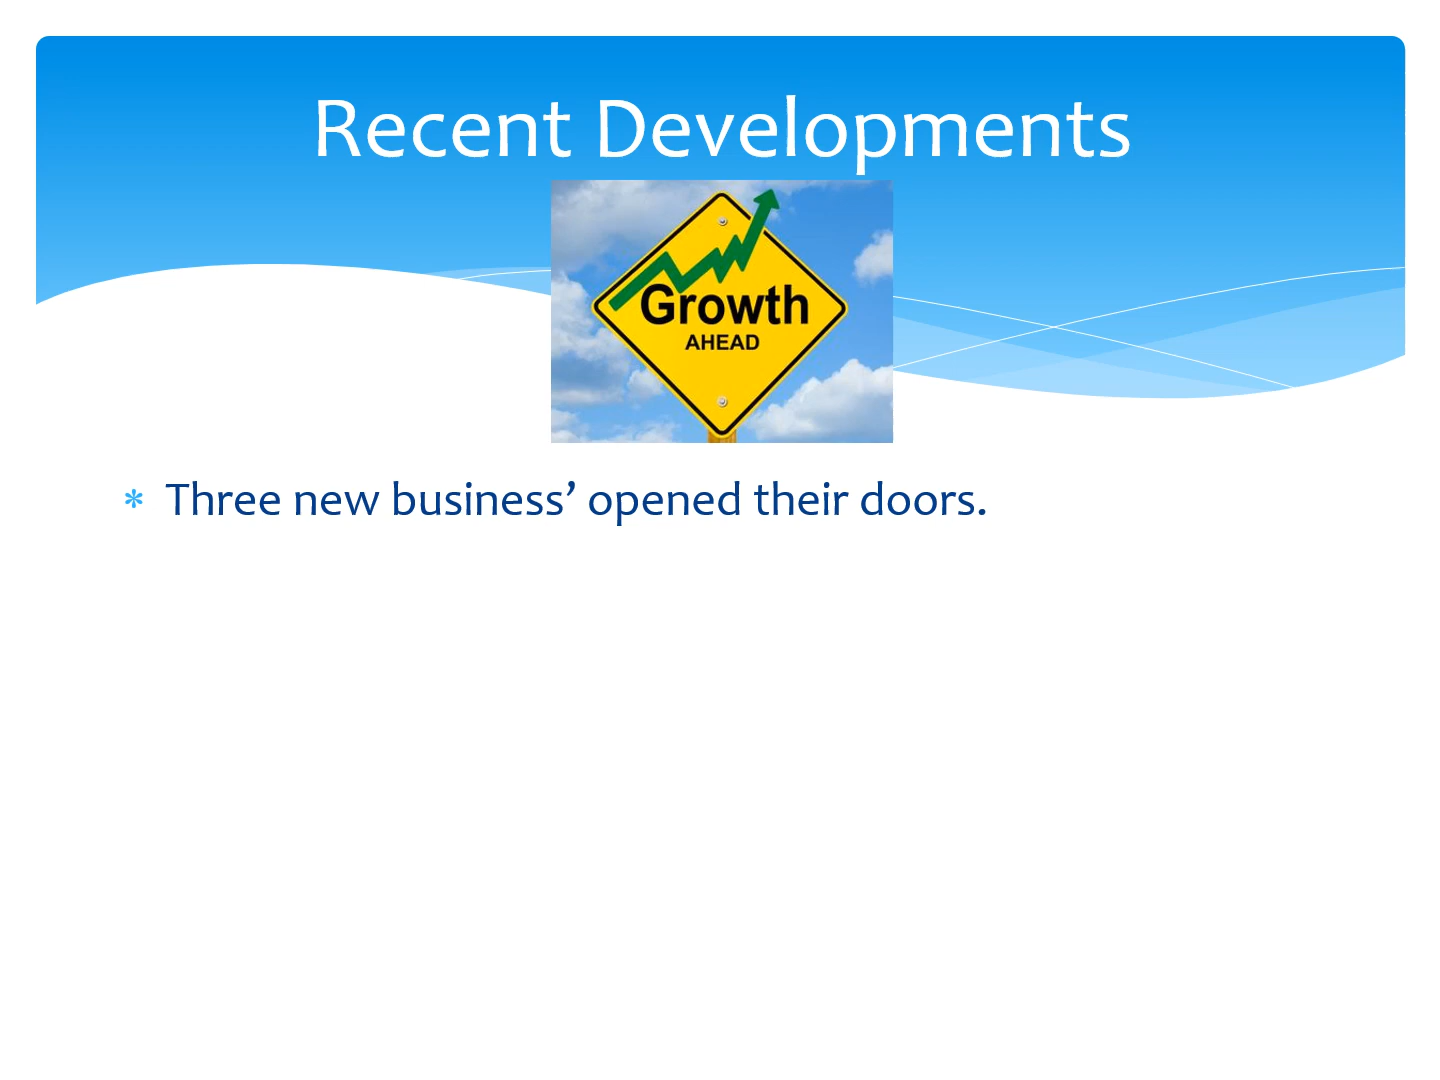 Recent Developments
Growth
AHEAD
* Three new business’ opened their doors.